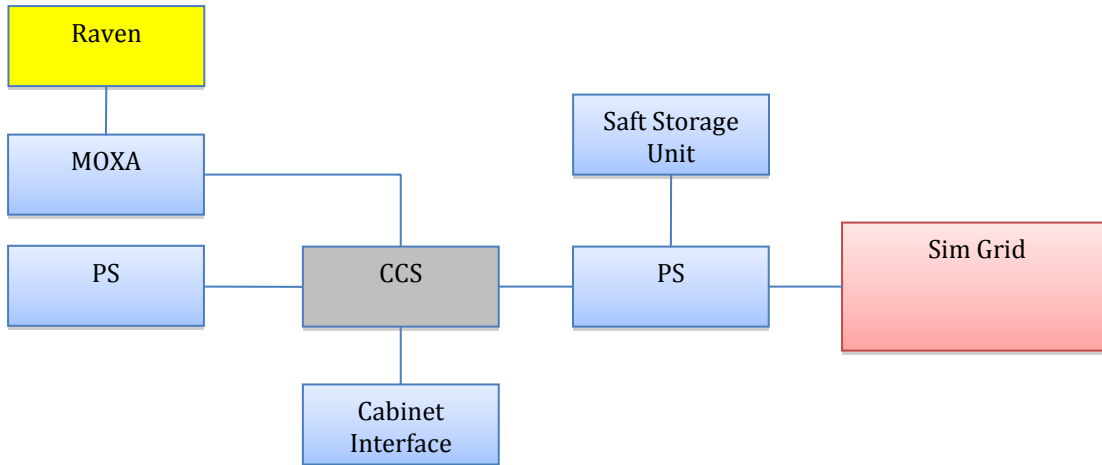 Raven
MOXA
Saft Storage
Unit
PS
CCS
PS
Sim Grid
Cabinet
Interface